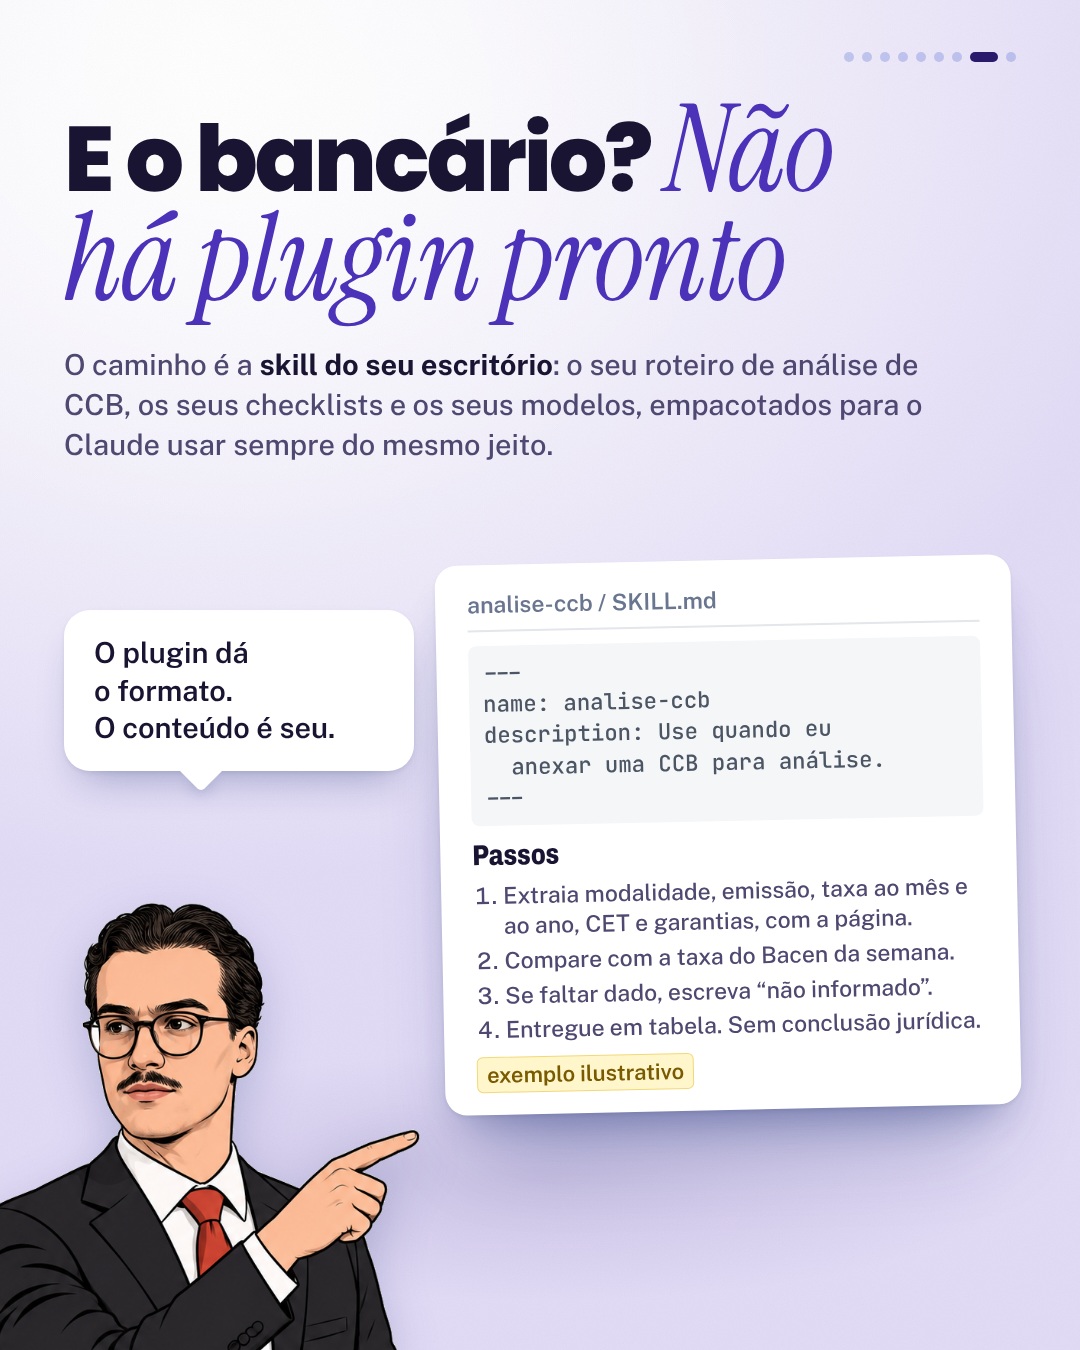 E o bancário? Não
há plugin pronto
O caminho é a skill do seu escritório: o seu roteiro de análise de
CCB, os seus checklists e os seus modelos, empacotados para o
Claude usar sempre do mesmo jeito.
O plugin dá
o formato.
O conteúdo é seu.
analise-ccb / SKILL.md
---
name: analise-ccb
description: Use quando eu
anexar uma CCB para análise.
---
Passos
1. Extraia modalidade, emissão, taxa ao mês e
ao ano, CET e garantias, com a página.
2. Compare com a taxa do Bacen da semana.
3. Se faltar dado, escreva “não informado”.
4. Entregue em tabela. Sem conclusão jurídica.
exemplo ilustrativo